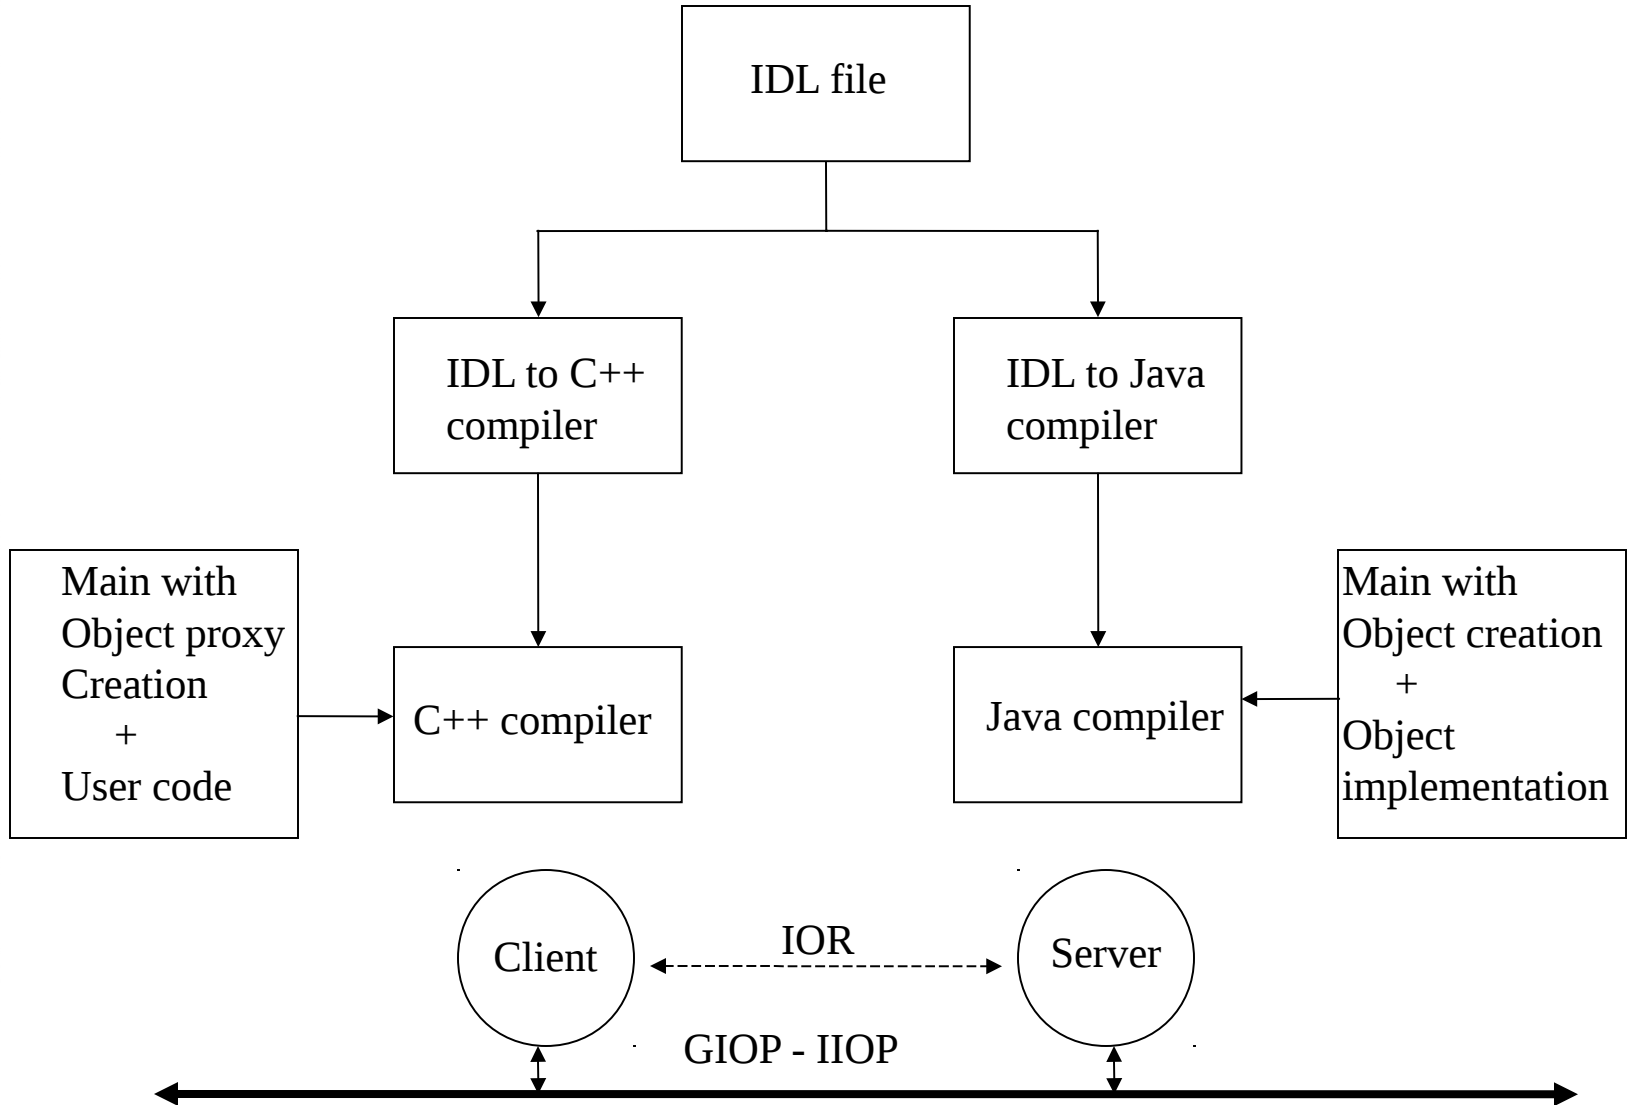 IDL file
IDL to C++
compiler
IDL to Java
compiler
Main with
Object proxy
Creation
+
User code
C++ compiler
Java compiler
Main with
Object creation
+
Object
implementation
Client
IOR
Server
GIOP - IIOP